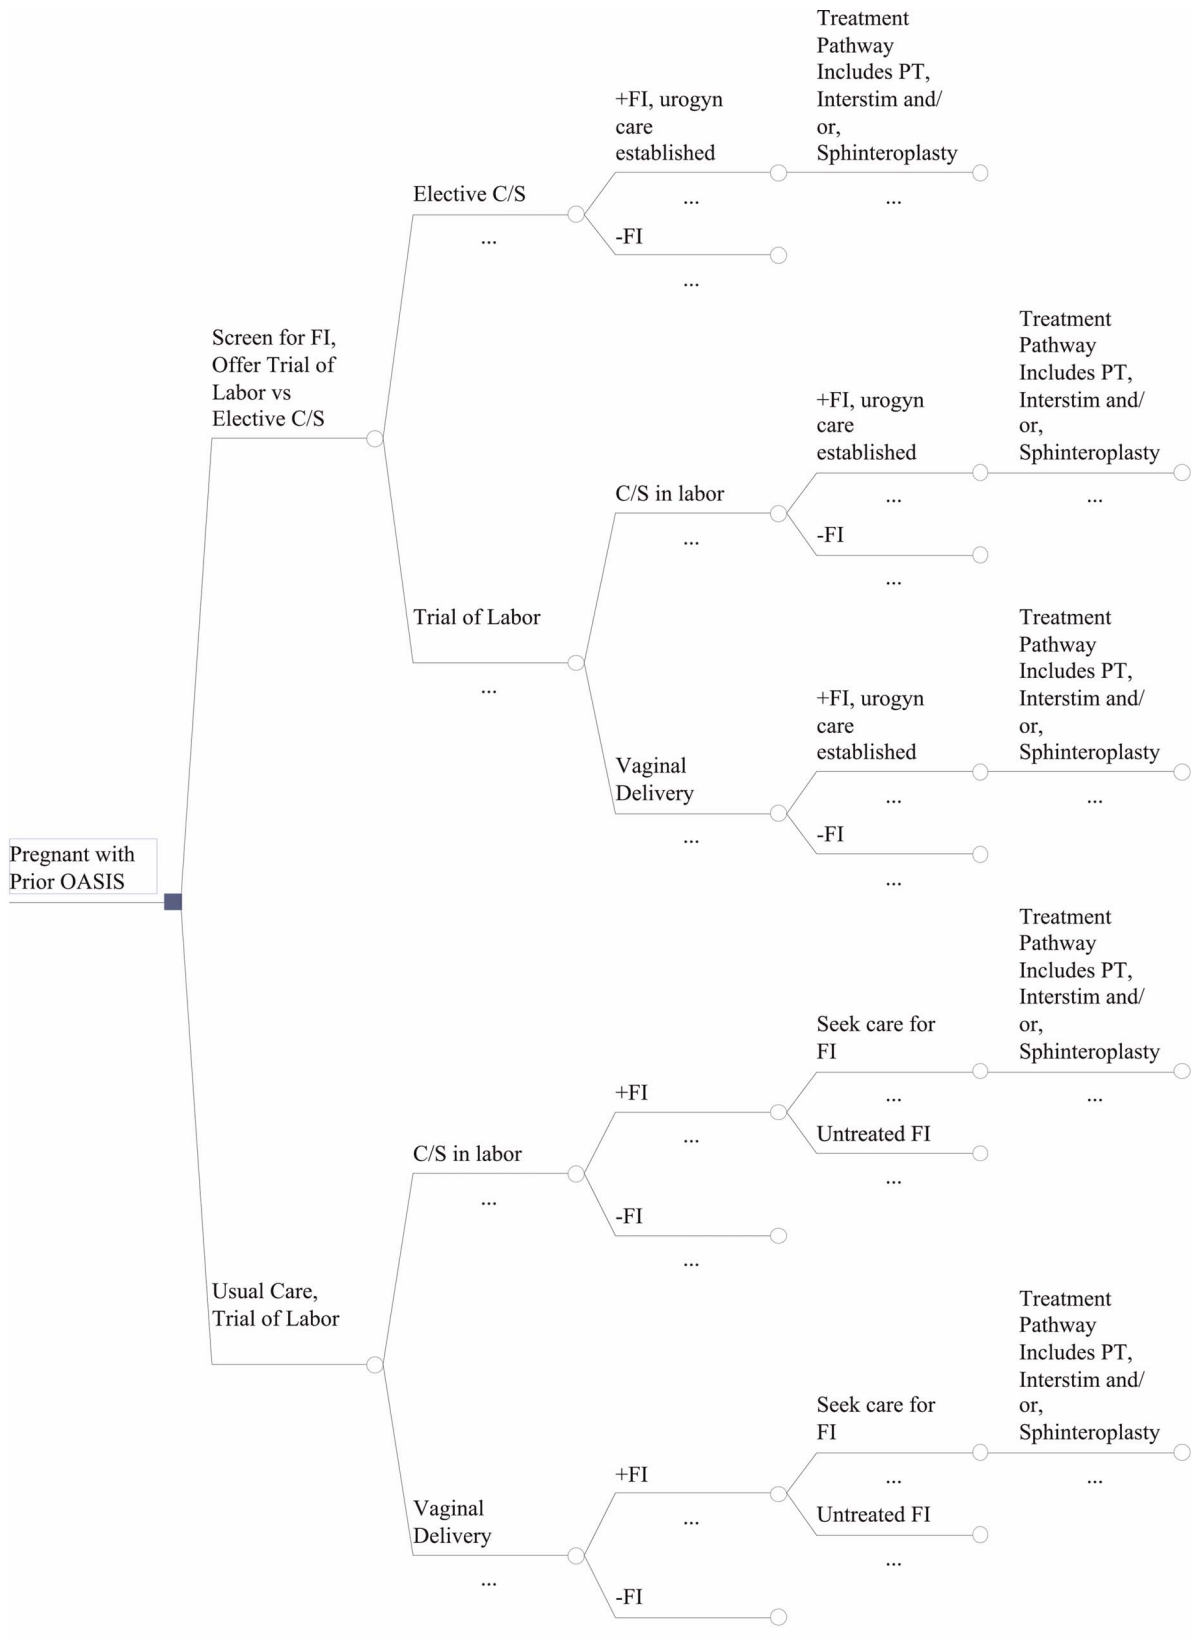 Treatment
Pathway
Includes PT,
Interstim and/
or,
Sphinteroplasty
...
+FI, urogyn
care
established
...
Elective C/S
...
-FI
...
Screen for FI,
Offer Trial of
Labor vs
Elective C/S
Treatment
Pathway
Includes PT,
Interstim and/
or,
Sphinteroplasty
...
+FI, urogyn
care
established
...
C/S in labor
...
-FI
...
Trial of Labor
...
Treatment
Pathway
Includes PT,
Interstim and/
or,
Sphinteroplasty
...
+FI, urogyn
care
established
...
Vaginal
Delivery
...
-FI
...
Pregnant with
Prior OASIS
Treatment
Pathway
Includes PT,
Interstim and/
or,
Sphinteroplasty
...
Seek care for
FI
...
+FI
...
Untreated FI
...
C/S in labor
...
-FI
...
Usual Care,
Trial of Labor
Treatment
Pathway
Includes PT,
Interstim and/
or,
Sphinteroplasty
...
Seek care for
FI
...
+FI
...
Untreated FI
...
Vaginal
Delivery
...
-FI